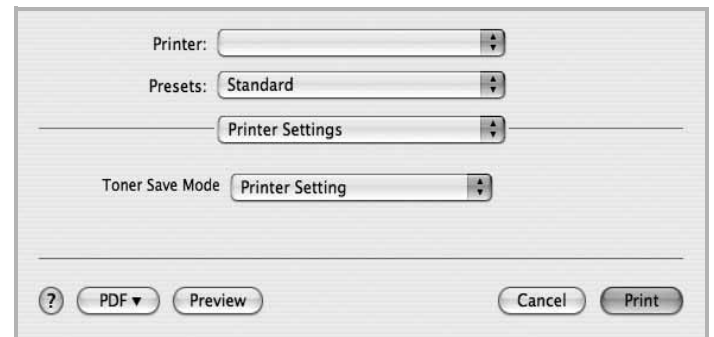 Printer:
Presets: Standard
Printer Settings
Toner Save Mode Printer Setting
? PDF ▼ Preview Cancel Print